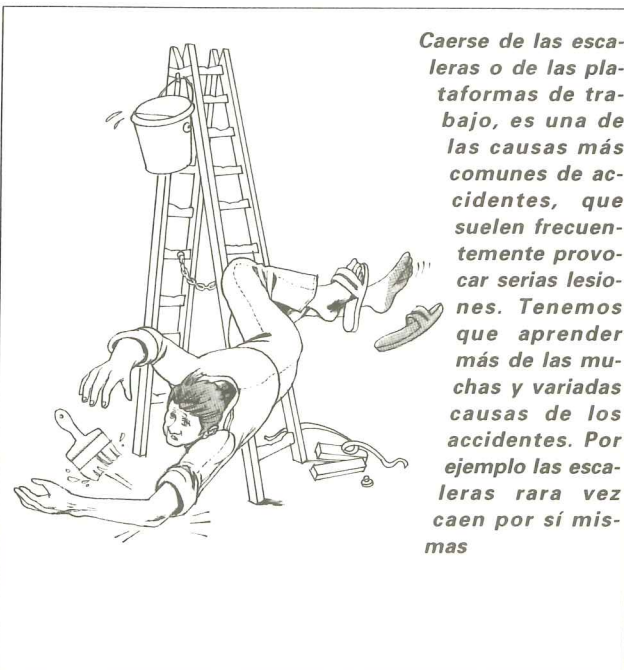 Caerse de las esca-
leras o de las pla-
taformas de tra-
bajo, es una de
las causas más
comunes de ac-
cidentes, que
suelen frecuen-
temente provo-
car serias lesio-
nes. Tenemos
que aprender
más de las mu-
chas y variadas
causas de los
accidentes. Por
ejemplo las esca-
leras rara vez
caen por sí mis-
mas